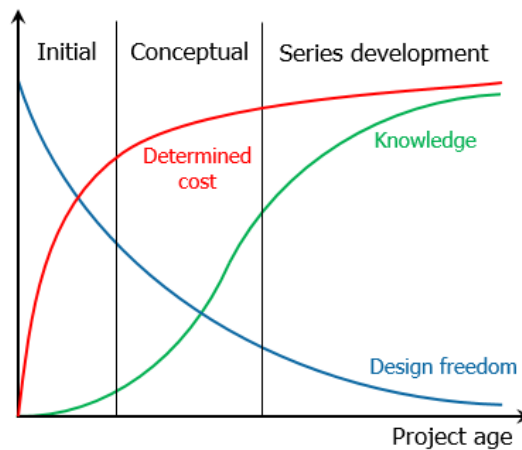 Initial
Conceptual
Series development
Determined
cost
Knowledge
Design freedom
Project age